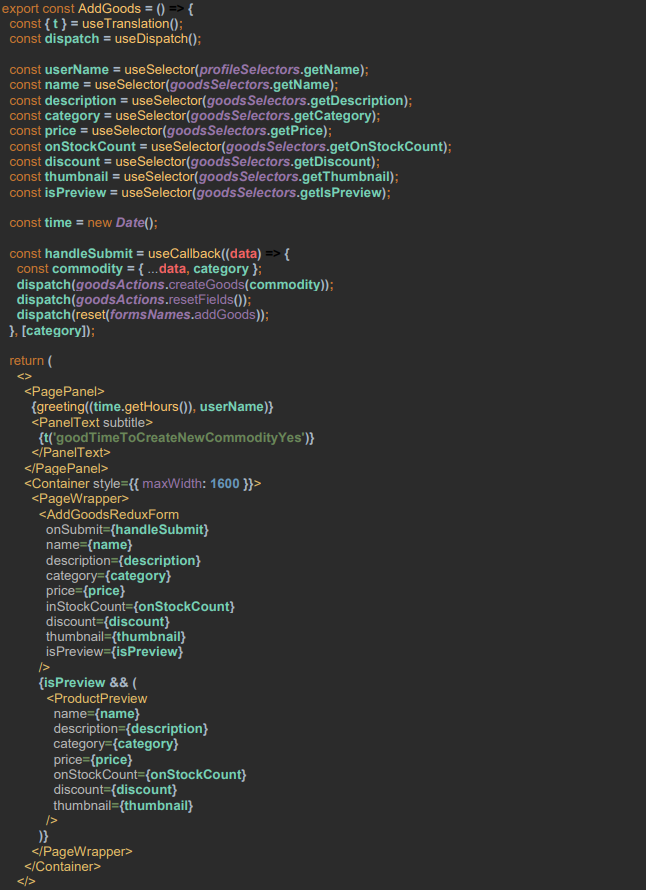 export const AddGoods = () => {
const { t } = useTranslation();
const dispatch = useDispatch();
const userName = useSelector(profileSelectors.getName);
const name = useSelector(goodsSelectors.getName);
const description = useSelector(goodsSelectors.getDescription);
const category = useSelector(goodsSelectors.getCategory);
const price = useSelector(goodsSelectors.getPrice);
const onStockCount = useSelector(goodsSelectors.getOnStockCount);
const discount = useSelector(goodsSelectors.getDiscount);
const thumbnail = useSelector(goodsSelectors.getThumbnail);
const isPreview = useSelector(goodsSelectors.getIsPreview);
const time = new Date();
const handleSubmit = useCallback((data) => {
const commodity = { ...data, category };
dispatch(goodsActions.createGoods(commodity));
dispatch(goodsActions.resetFields());
dispatch(reset(formsNames.addGoods));
}, [category]);
return (
<>
<PagePanel>
{greeting((time.getHours()), userName)}
<PanelText subtitle>
{t('goodTimeToCreateNewCommodityYes')}
</PanelText>
</PagePanel>
<Container style={{ maxWidth: 1600 }}>
<PageWrapper>
<AddGoodsReduxForm
onSubmit={handleSubmit}
name={name}
description={description}
category={category}
price={price}
inStockCount={onStockCount}
discount={discount}
thumbnail={thumbnail}
isPreview={isPreview}
/>
{isPreview && (
<ProductPreview
name={name}
description={description}
category={category}
price={price}
onStockCount={onStockCount}
discount={discount}
thumbnail={thumbnail}
/>
)}
</PageWrapper>
</Container>
</>